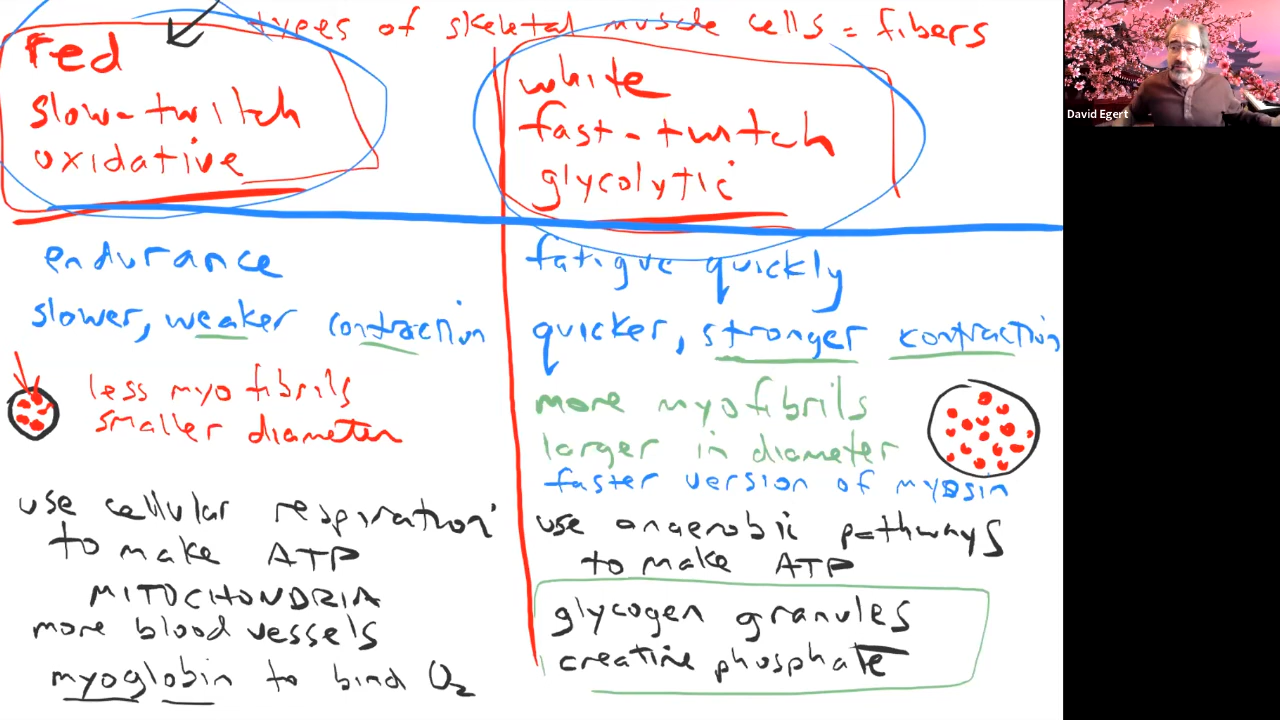 types of skeletal muscle cells = fibers
red
slow-twitch
oxidative
white
fast-twitch
glycolytic
endurance
slower, weaker contraction
less myofibrils
smaller diameter
use cellular respiration
to make ATP
MITOCHONDRIA
more blood vessels
myoglobin to bind O2
fatigue quickly
quicker, stronger contraction
more myofibrils
larger in diameter
faster version of myosin
use anaerobic pathways
to make ATP
glycogen granules
creatine phosphate
David Egert